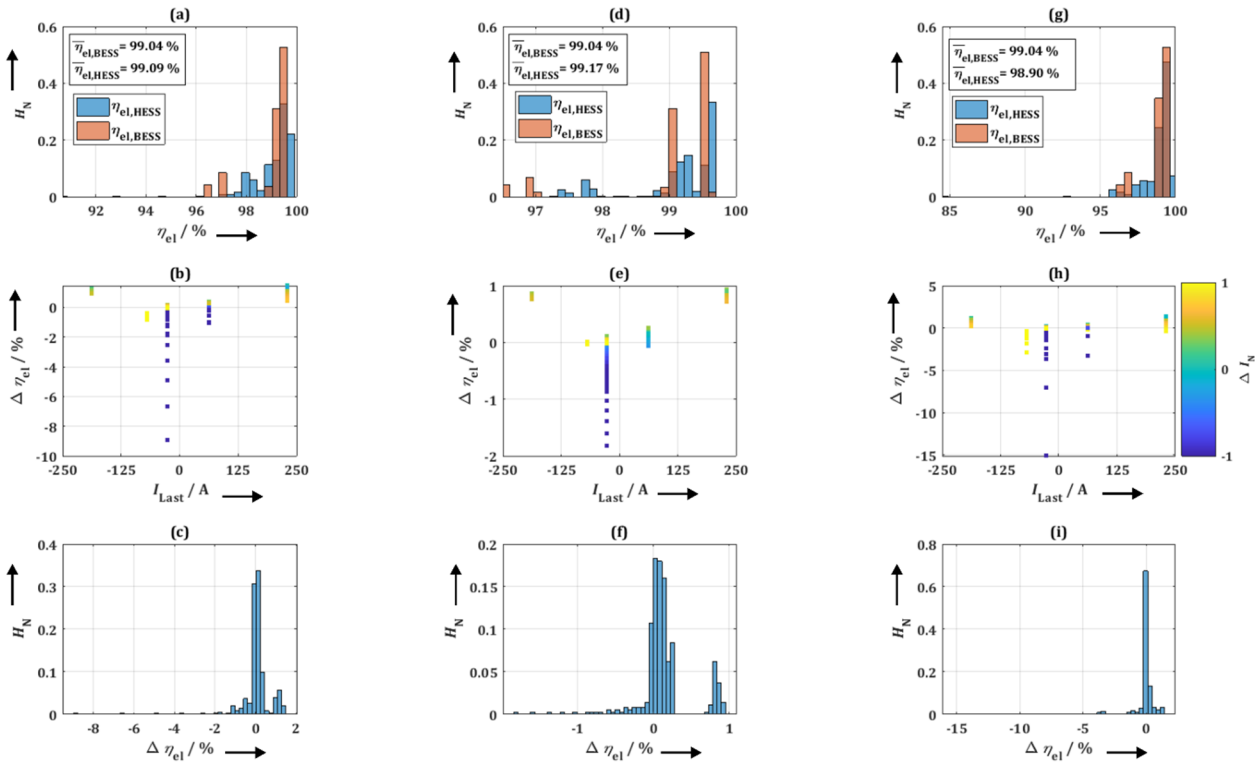 (a)
η̅el,BESS = 99.04 %
η̅el,HESS = 99.09 %
ηel,HESS
ηel,BESS
HN
0.6
0.4
0.2
0
92 94 96 98 100
ηel / %
(d)
η̅el,BESS = 99.04 %
η̅el,HESS = 99.17 %
ηel,HESS
ηel,BESS
HN
0.6
0.4
0.2
0
97 98 99 100
ηel / %
(g)
η̅el,BESS = 99.04 %
η̅el,HESS = 98.90 %
ηel,HESS
ηel,BESS
HN
0.6
0.4
0.2
0
85 90 95 100
ηel / %
(b)
Δ ηel / %
0
-2
-4
-6
-8
-10
-250 -125 0 125 250
ILast / A
(e)
Δ ηel / %
1
0
-1
-2
-250 -125 0 125 250
ILast / A
(h)
Δ ηel / %
5
0
-5
-10
-15
-250 -125 0 125 250
ILast / A
1
0
-1
Δ IN
(c)
HN
0.4
0.3
0.2
0.1
0
-8 -6 -4 -2 0 2
Δ ηel / %
(f)
HN
0.2
0.15
0.1
0.05
0
-1 0 1
Δ ηel / %
(i)
HN
0.8
0.6
0.4
0.2
0
-15 -10 -5 0
Δ ηel / %